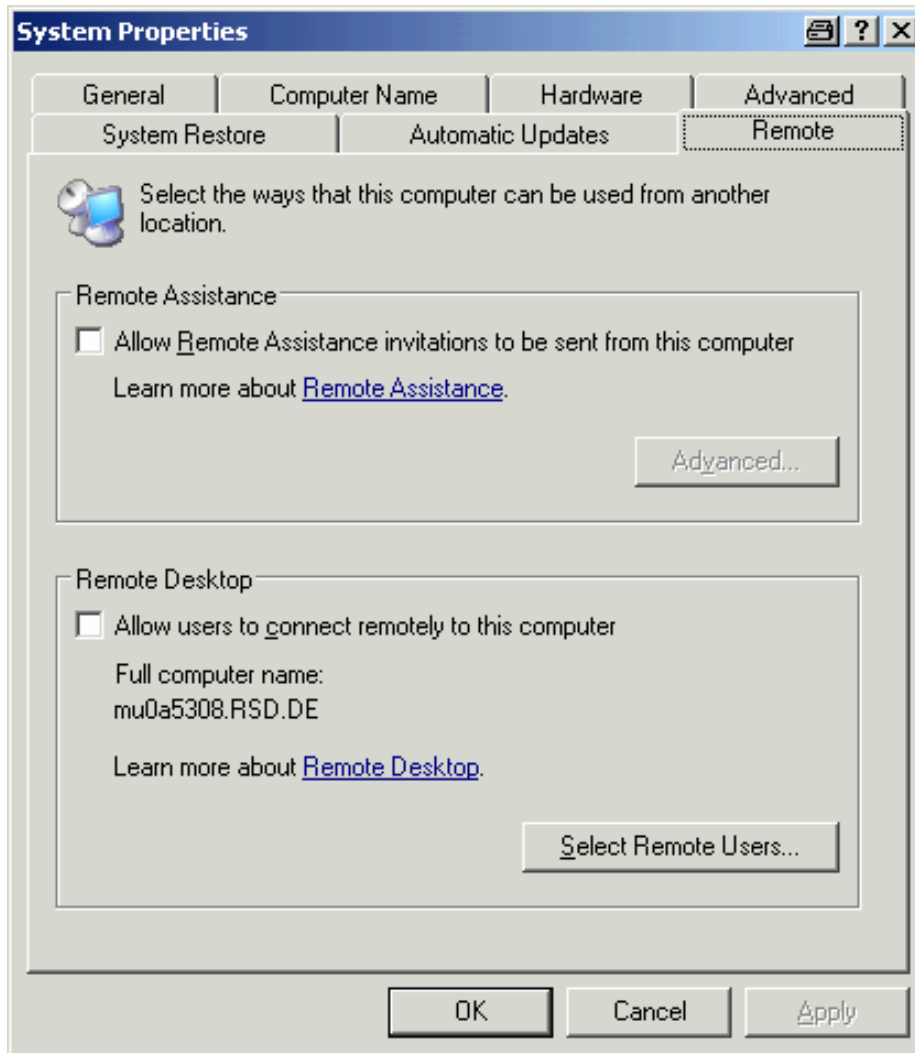 System Properties
General
Computer Name
Hardware
Advanced
System Restore
Automatic Updates
Remote
Select the ways that this computer can be used from another
location.
Remote Assistance
Allow Remote Assistance invitations to be sent from this computer
Learn more about Remote Assistance.
Advanced...
Remote Desktop
Allow users to connect remotely to this computer
Full computer name:
mu0a5308.RSD.DE
Learn more about Remote Desktop.
Select Remote Users...
OK
Cancel
Apply